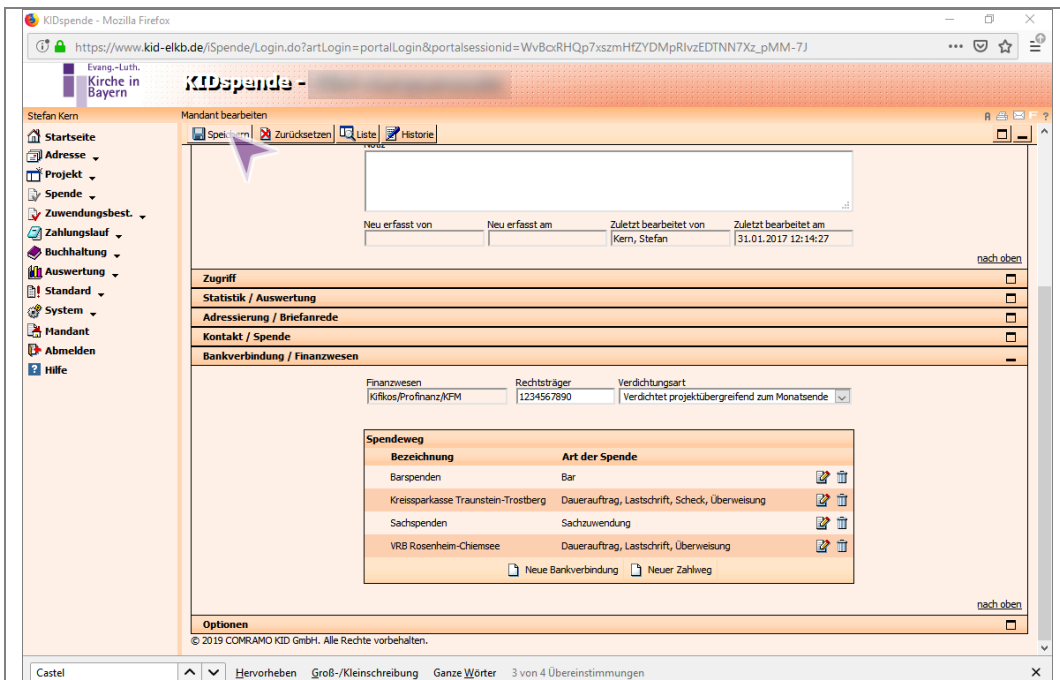 KIDspende - Mozilla Firefox
https://www.kid-elkb.de/iSpende/Login.do?artLogin=portalLogin&portalsessionid=WvBcxRHQp7xszmHfZYDMpRIvzEDTNN7Xz_pMM-7J
Evang.-Luth.
Kirche in
Bayern
KIDspende -
Stefan Kern
Mandant bearbeiten
Speichern Zurücksetzen Liste Historie
Startseite
Adresse
Projekt
Spende
Zuwendungsbest.
Zahlungslauf
Buchhaltung
Auswertung
Standard
System
Mandant
Abmelden
Hilfe
Notiz
Neu erfasst von Neu erfasst am Zuletzt bearbeitet von Zuletzt bearbeitet am
Kern, Stefan 31.01.2017 12:14:27
nach oben
Zugriff
Statistik / Auswertung
Adressierung / Briefanrede
Kontakt / Spende
Bankverbindung / Finanzwesen
Finanzwesen Rechtsträger Verdichtungsart
Kifikos/Profinanz/KFM 1234567890 Verdichtet projektübergreifend zum Monatsende
Spendeweg
Bezeichnung Art der Spende
Barspenden Bar
Kreissparkasse Traunstein-Trostberg Dauerauftrag, Lastschrift, Scheck, Überweisung
Sachspenden Sachzuwendung
VRB Rosenheim-Chiemsee Dauerauftrag, Lastschrift, Überweisung
Neue Bankverbindung Neuer Zahlweg
nach oben
Optionen
© 2019 COMRAMO KID GmbH. Alle Rechte vorbehalten.
Castel Hervorheben Groß-/Kleinschreibung Ganze Wörter 3 von 4 Übereinstimmungen